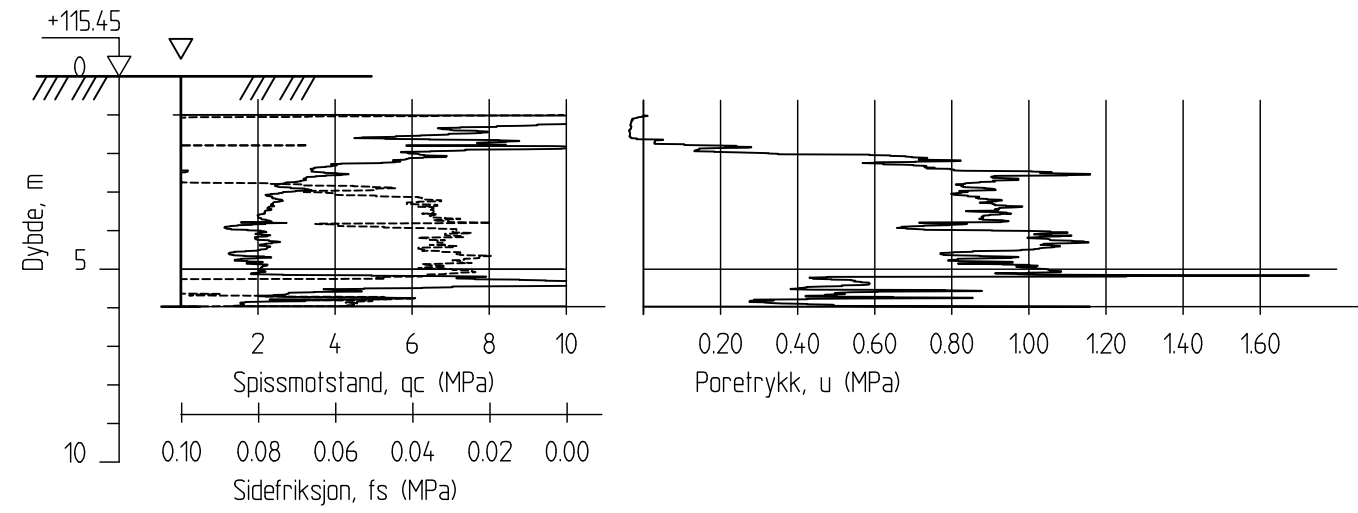 +115.45
0
Dybde, m
5
10
2 4 6 8 10
Spissmotstand, qc (MPa)
0.10 0.08 0.06 0.04 0.02 0.00
Sidefriksjon, fs (MPa)
0.20 0.40 0.60 0.80 1.00 1.20 1.40 1.60
Poretrykk, u (MPa)